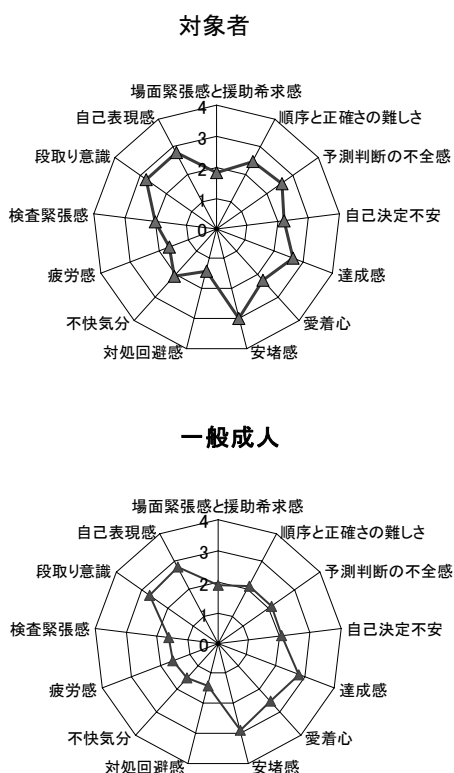 対象者
場面緊張感と援助希求感
自己表現感
順序と正確さの難しさ
段取り意識
予測判断の不全感
検査緊張感
自己決定不安
疲労感
達成感
不快気分
愛着心
対処回避感
安堵感
4
3
2
1
0
一般成人
場面緊張感と援助希求感
自己表現感
順序と正確さの難しさ
段取り意識
予測判断の不全感
検査緊張感
自己決定不安
疲労感
達成感
不快気分
愛着心
対処回避感
安堵感
4
3
2
1
0